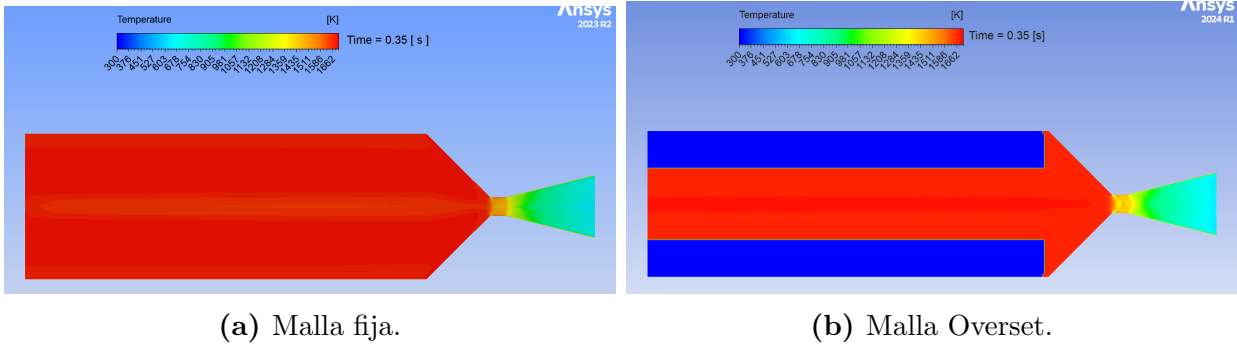 Ansys
2023 R2
Temperature [K]
Time = 0.35 [ s ]
300 376 451 527 603 678 754 830 905 981 1057 1132 1208 1284 1359 1435 1511 1586 1662
Ansys
2024 R1
Temperature [K]
Time = 0.35 [s]
300 376 451 527 603 678 754 830 905 981 1057 1132 1208 1284 1359 1435 1511 1586 1662
(a) Malla fija.
(b) Malla Overset.